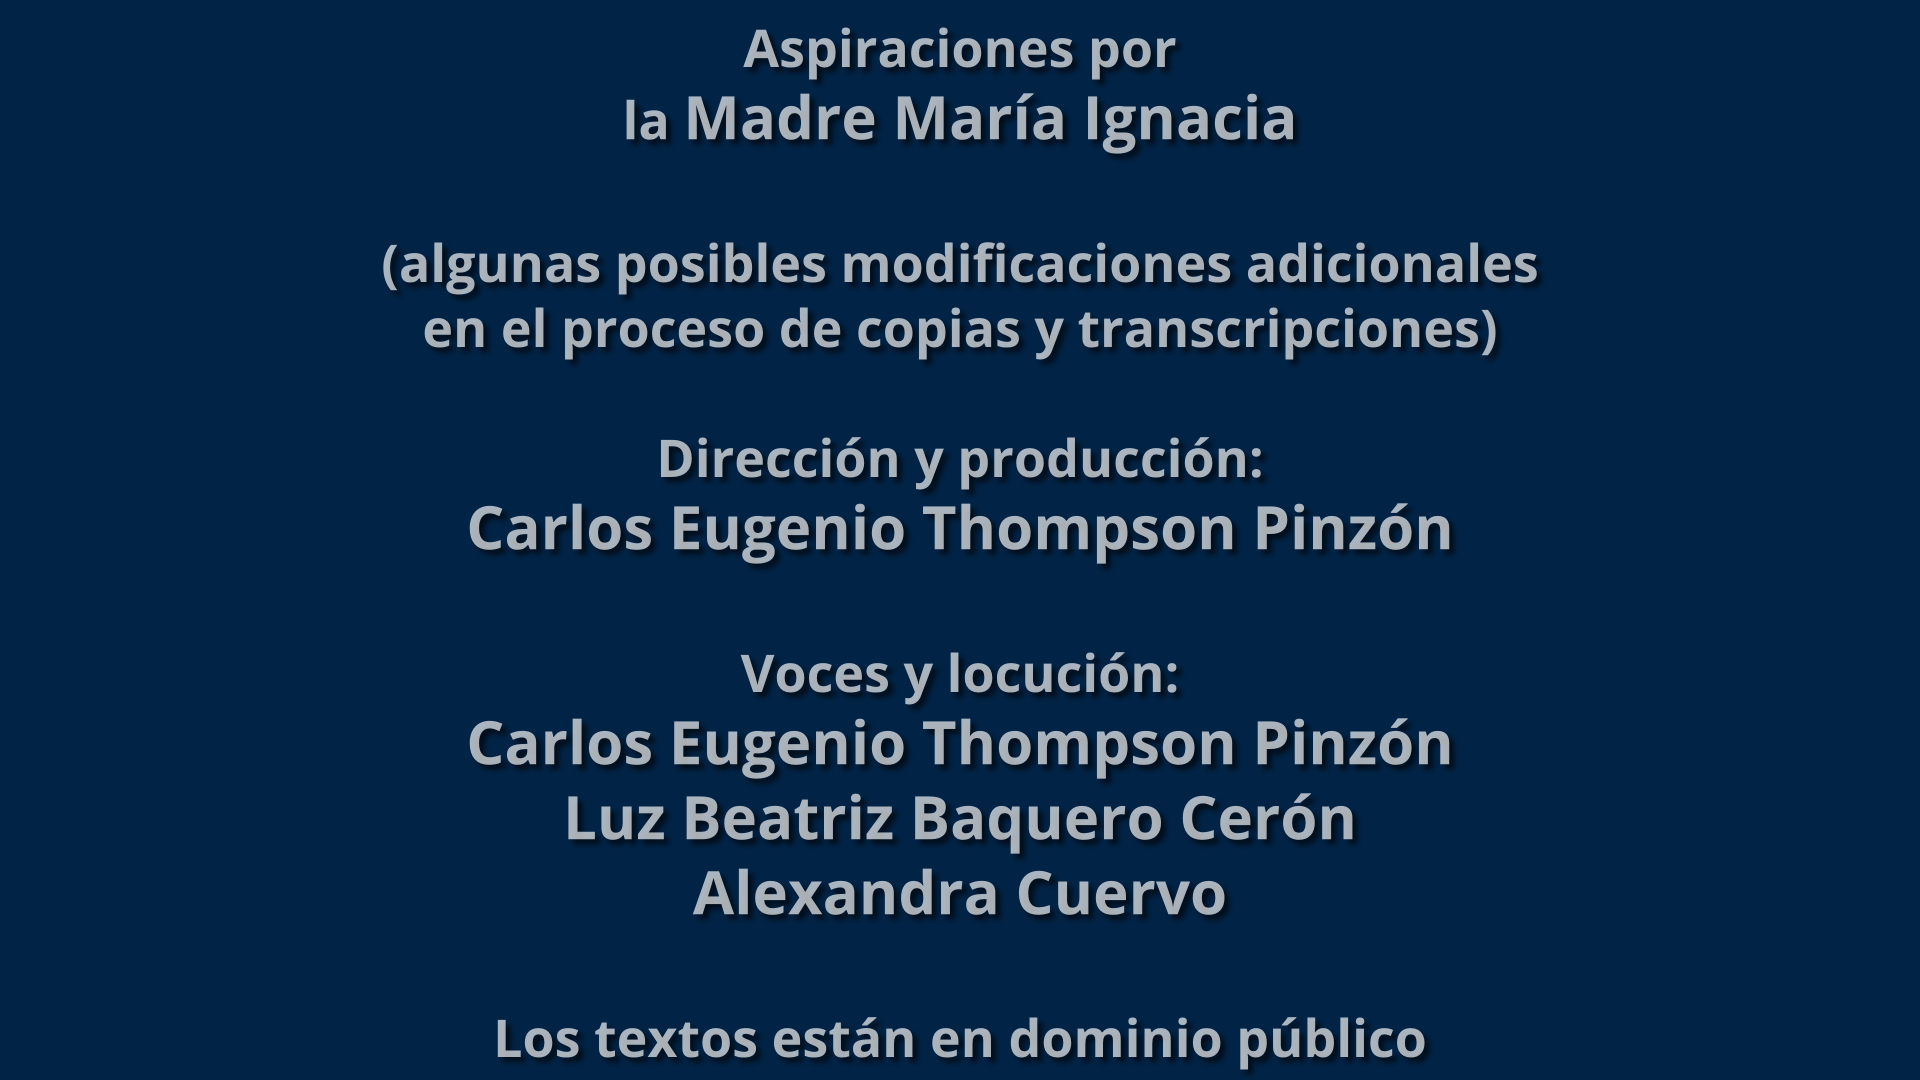 Aspiraciones por
la Madre María Ignacia
(algunas posibles modificaciones adicionales
en el proceso de copias y transcripciones)
Dirección y producción:
Carlos Eugenio Thompson Pinzón
Voces y locución:
Carlos Eugenio Thompson Pinzón
Luz Beatriz Baquero Cerón
Alexandra Cuervo
Los textos están en dominio público